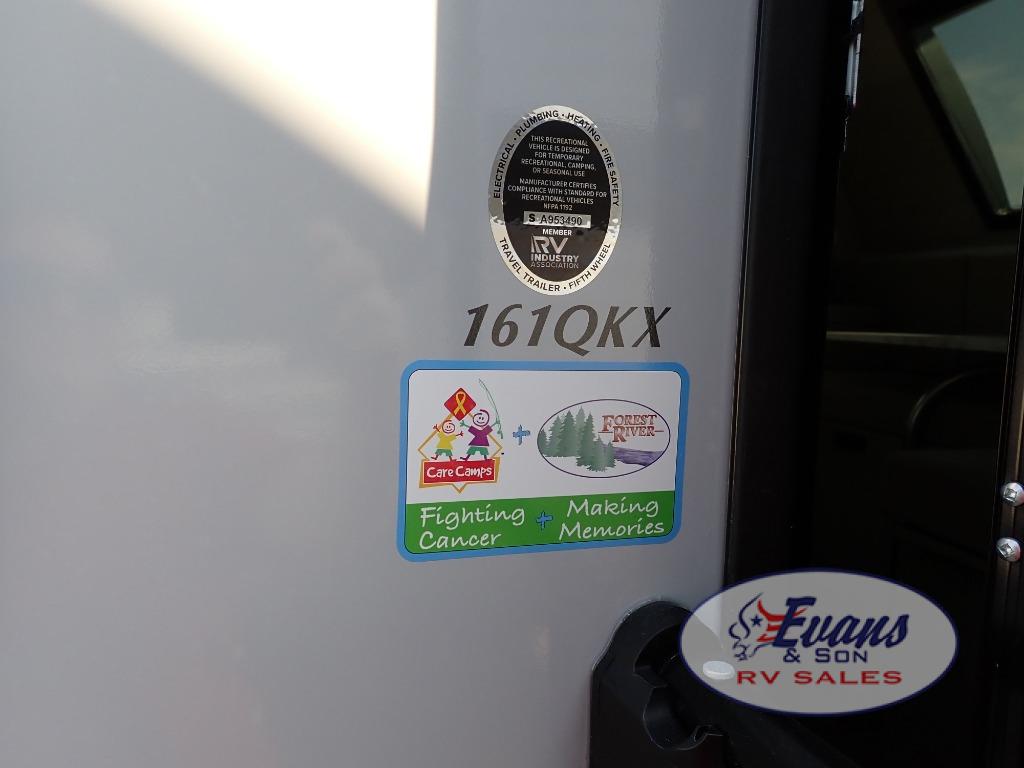 ELECTRICAL · PLUMBING · HEATING · FIRE SAFETY
THIS RECREATIONAL
VEHICLE IS DESIGNED
FOR TEMPORARY
RECREATIONAL, CAMPING,
OR SEASONAL USE
MANUFACTURER CERTIFIES
COMPLIANCE WITH STANDARD FOR
RECREATIONAL VEHICLES
NFPA 1192
S A953490
MEMBER
RV
INDUSTRY
ASSOCIATION
TRAVEL TRAILER · FIFTH WHEEL
161QKX
Care Camps
+
FOREST
RIVER
Fighting
Cancer
+
Making
Memories
Evans
& SON
RV SALES